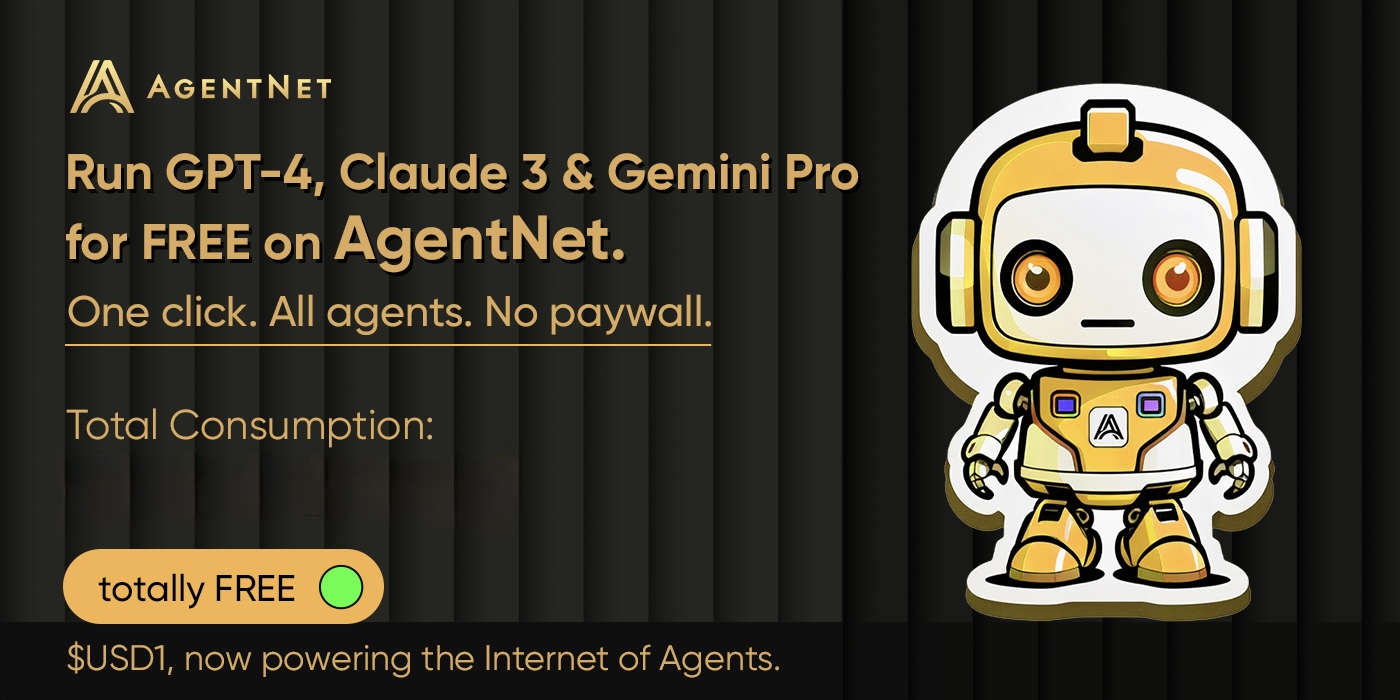 AGENTNET
Run GPT-4, Claude 3 & Gemini Pro
for FREE on AgentNet.
One click. All agents. No paywall.
Total Consumption:
totally FREE
$USD1, now powering the Internet of Agents.